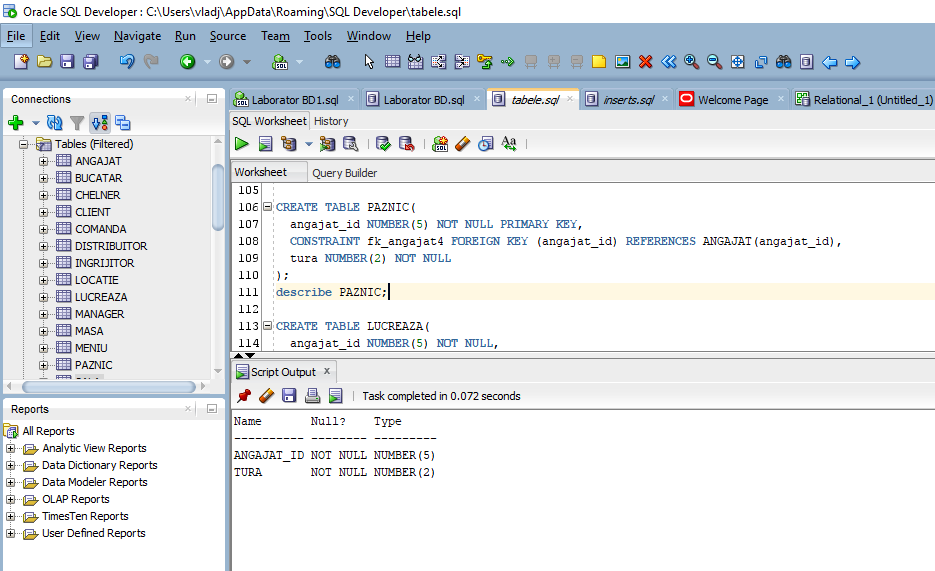 Oracle SQL Developer : C:\Users\vladj\AppData\Roaming\SQL Developer\tabele.sql
File Edit View Navigate Run Source Team Tools Window Help
Connections
Tables (Filtered)
ANGAJAT
BUCATAR
CHELNER
CLIENT
COMANDA
DISTRIBUITOR
INGRIJITOR
LOCATIE
LUCREAZA
MANAGER
MASA
MENIU
PAZNIC
Reports
All Reports
Analytic View Reports
Data Dictionary Reports
Data Modeler Reports
OLAP Reports
TimesTen Reports
User Defined Reports
Laborator BD1.sql Laborator BD.sql tabele.sql inserts.sql Welcome Page Relational_1 (Untitled_1)
SQL Worksheet History
Aa
Worksheet Query Builder
105
106 CREATE TABLE PAZNIC(
107 angajat_id NUMBER(5) NOT NULL PRIMARY KEY,
108 CONSTRAINT fk_angajat4 FOREIGN KEY (angajat_id) REFERENCES ANGAJAT(angajat_id),
109 tura NUMBER(2) NOT NULL
110 );
111 describe PAZNIC;
112
113 CREATE TABLE LUCREAZA(
114 angajat_id NUMBER(5) NOT NULL,
Script Output x
Task completed in 0.072 seconds
Name Null? Type
---------- -------- ---------
ANGAJAT_ID NOT NULL NUMBER(5)
TURA NOT NULL NUMBER(2)